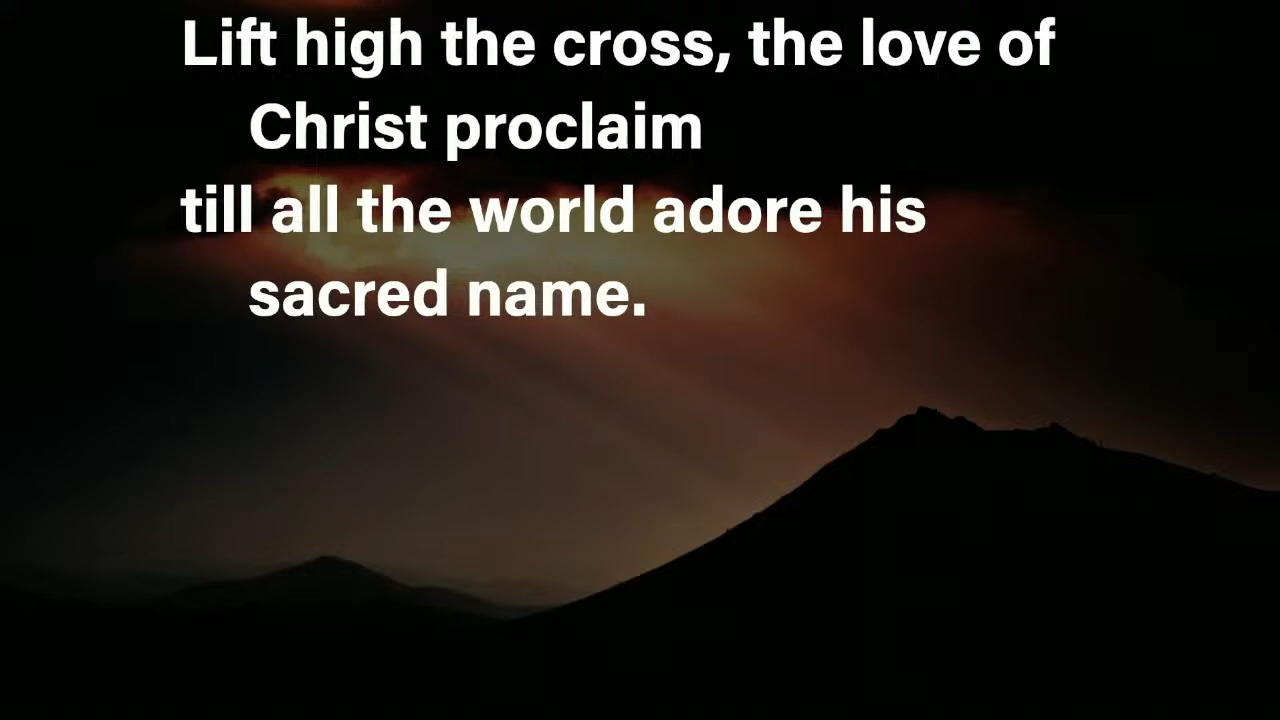 Lift high the cross, the love of
Christ proclaim
till all the world adore his
sacred name.